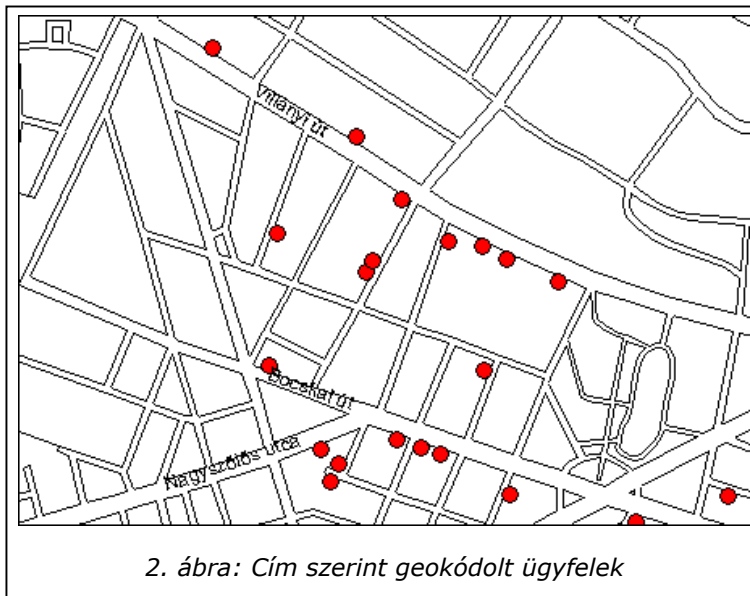 Villányi út
Bocskai út
Nagyszőlős utca
2. ábra: Cím szerint geokódolt ügyfelek